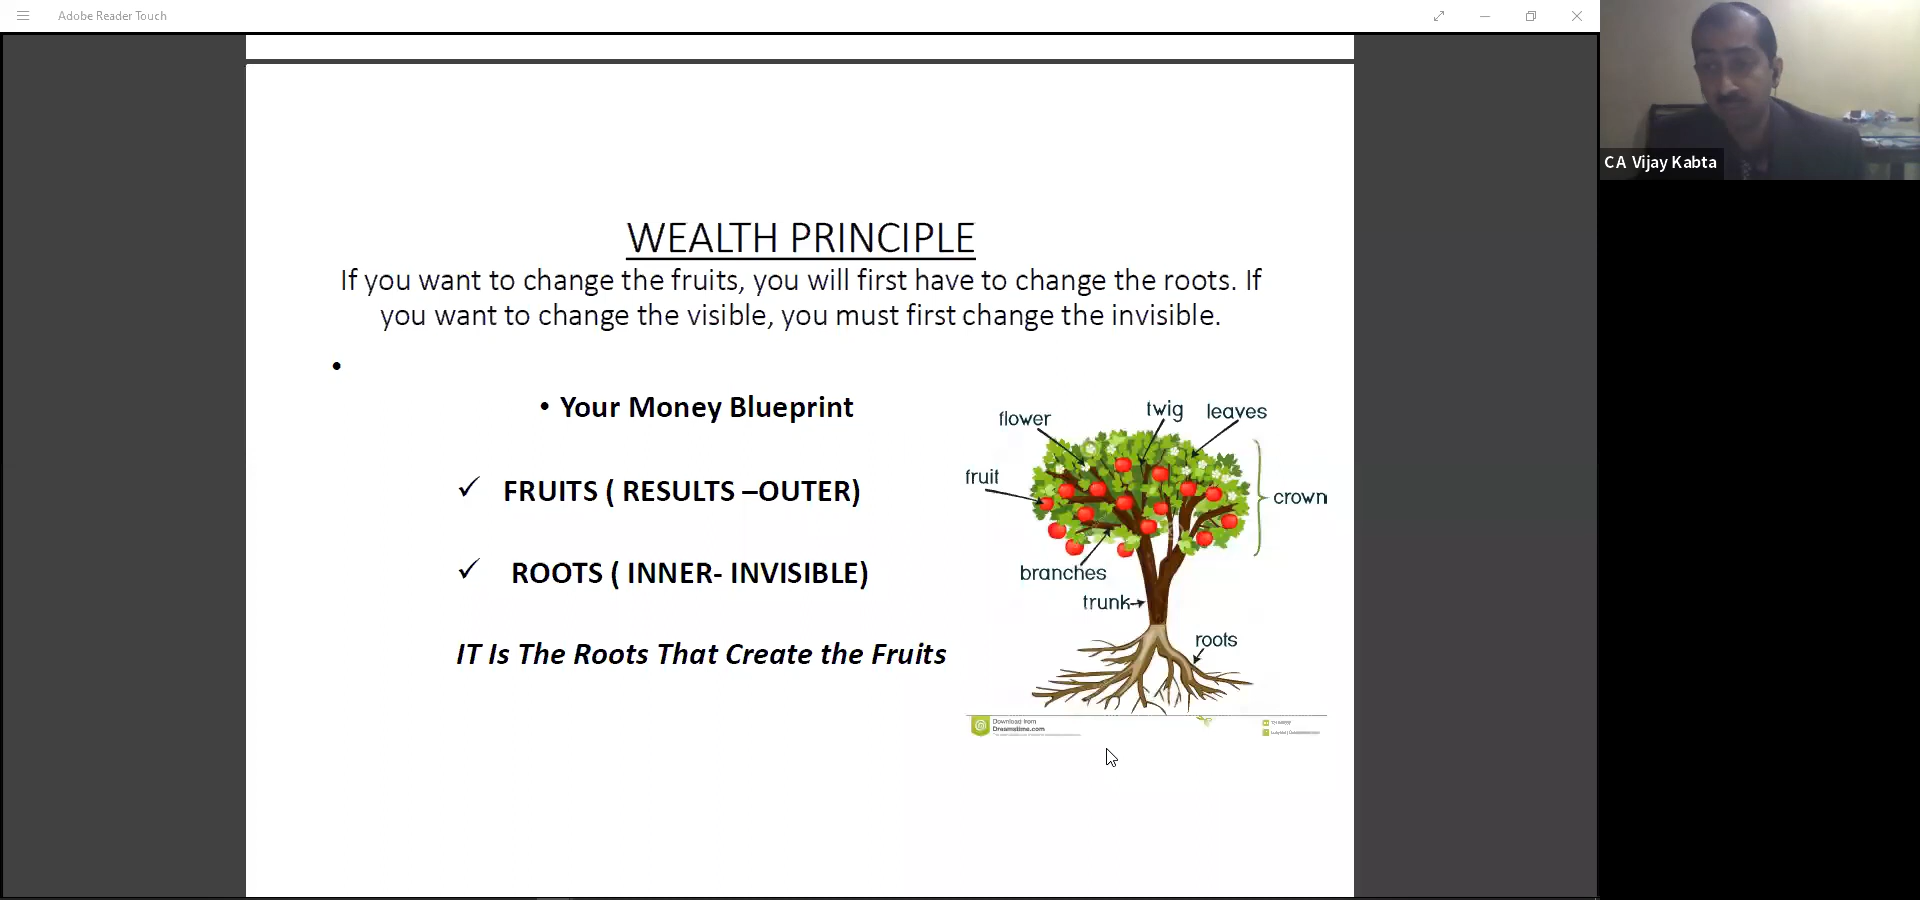 Adobe Reader Touch
CA Vijay Kabta
WEALTH PRINCIPLE
If you want to change the fruits, you will first have to change the roots. If
you want to change the visible, you must first change the invisible.
•
• Your Money Blueprint
✓ FRUITS ( RESULTS –OUTER)
✓ ROOTS ( INNER- INVISIBLE)
IT Is The Roots That Create the Fruits
flower
twig
leaves
fruit
crown
branches
trunk
roots
Download from
Dreamstime.com